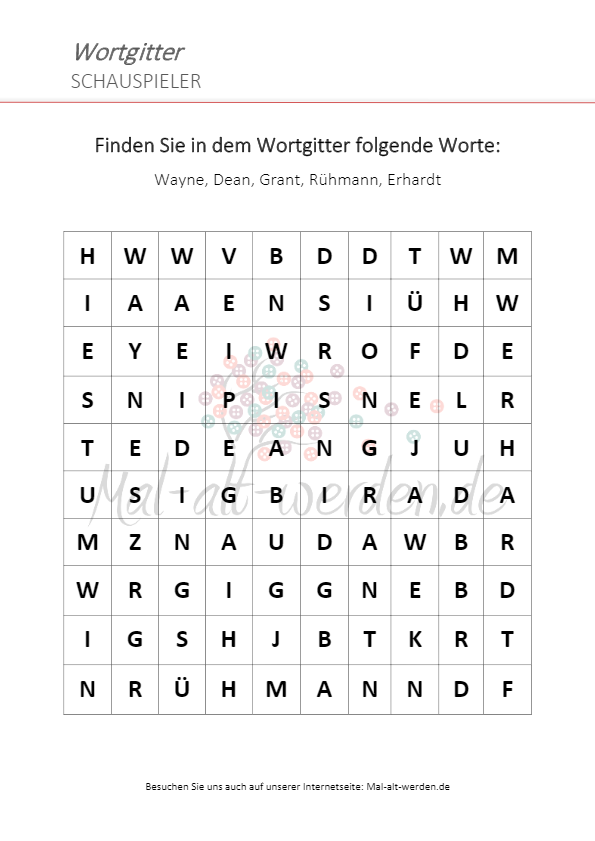 Wortgitter
SCHAUSPIELER
Finden Sie in dem Wortgitter folgende Worte:
Wayne, Dean, Grant, Rühmann, Erhardt
H W W V B D D T W M
I A A E N S I Ü H W
E Y E I W R O F D E
S N I P I S N E L R
T E D E A N G J U H
U S I G B I R A D A
M Z N A U D A W B R
W R G I G G N E B D
I G S H J B T K R T
N R Ü H M A N N D F
Mal-alt-werden.de
Besuchen Sie uns auch auf unserer Internetseite: Mal-alt-werden.de